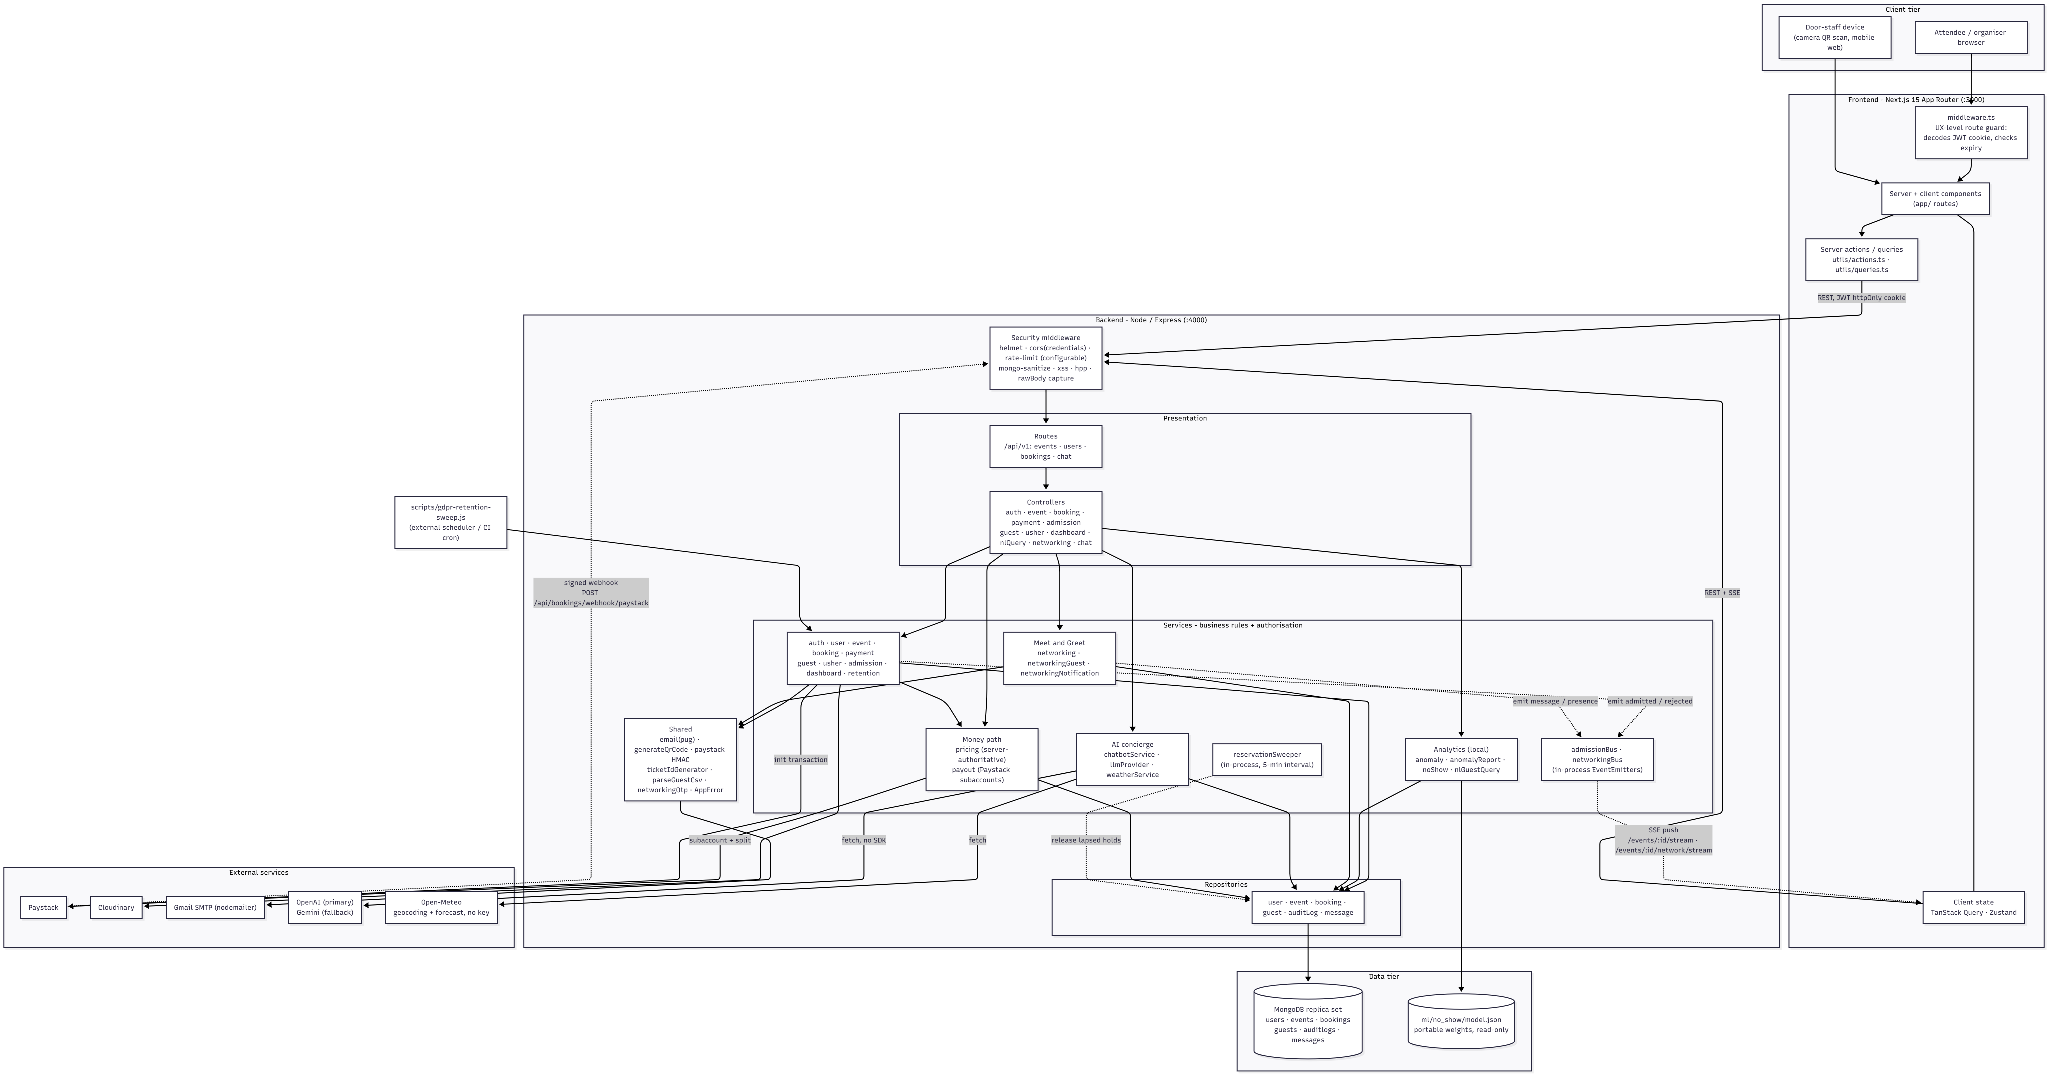 Client tier
Door-staff device
(camera QR scan, mobile
web)
Attendee / organiser
browser
Frontend - Next.js 15 App Router (:3000)
middleware.ts
UX-level route guard:
decodes JWT cookie, checks
expiry
Server + client components
(app/ routes)
Server actions / queries
utils/actions.ts ·
utils/queries.ts
REST, JWT httpOnly cookie
Backend - Node / Express (:4000)
Security middleware
helmet · cors(credentials) ·
rate-limit (configurable)
mongo-sanitize · xss · hpp ·
rawBody capture
Presentation
Routes
/api/v1: events · users ·
bookings · chat
Controllers
auth · event · booking ·
payment · admission
guest · usher · dashboard ·
nlQuery · networking · chat
scripts/gdpr-retention-
sweep.js
(external scheduler / CI
cron)
signed webhook
POST
/api/bookings/webhook/paystack
REST + SSE
Services - business rules + authorisation
auth · user · event ·
booking · payment
guest · usher · admission ·
dashboard · retention
Meet and Greet
networking ·
networkingGuest ·
networkingNotification
emit message / presence
emit admitted / rejected
Shared
email(pug) ·
generateQrCode · paystack
HMAC
ticketIdGenerator ·
parseGuestCsv ·
networkingOtp · AppError
init transaction
Money path
pricing (server-
authoritative)
payout (Paystack
subaccounts)
AI concierge
chatbotService ·
llmProvider ·
weatherService
reservationSweeper
(in-process, 5 min interval)
Analytics (local)
anomaly · anomalyReport ·
noShow · nlGuestQuery
admissionBus ·
networkingBus
(in-process EventEmitters)
subaccount + split
fetch, no SDK
fetch
release lapsed holds
SSE push
/events/:id/stream ·
/events/:id/network/stream
External services
Paystack
Cloudinary
Gmail SMTP (nodemailer)
OpenAI (primary)
Gemini (fallback)
Open-Meteo
geocoding + forecast, no key
Repositories
user · event · booking ·
guest · auditLog · message
Client state
TanStack Query · Zustand
Data tier
MongoDB replica set
users · events · bookings
guests · auditlogs ·
messages
ml/no_show/model.json
portable weights, read-only